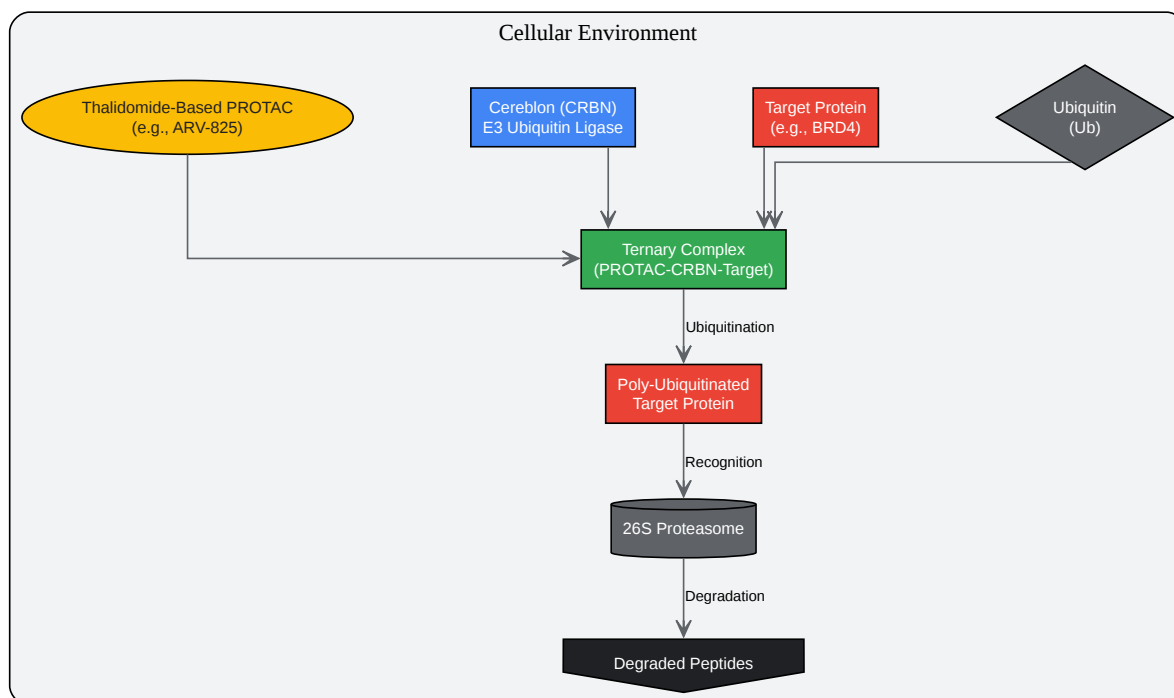 Cellular Environment
Thalidomide-Based PROTAC
(e.g., ARV-825)
Cereblon (CRBN)
E3 Ubiquitin Ligase
Target Protein
(e.g., BRD4)
Ubiquitin
(Ub)
Ternary Complex
(PROTAC-CRBN-Target)
Ubiquitination
Poly-Ubiquitinated
Target Protein
Recognition
26S Proteasome
Degradation
Degraded Peptides